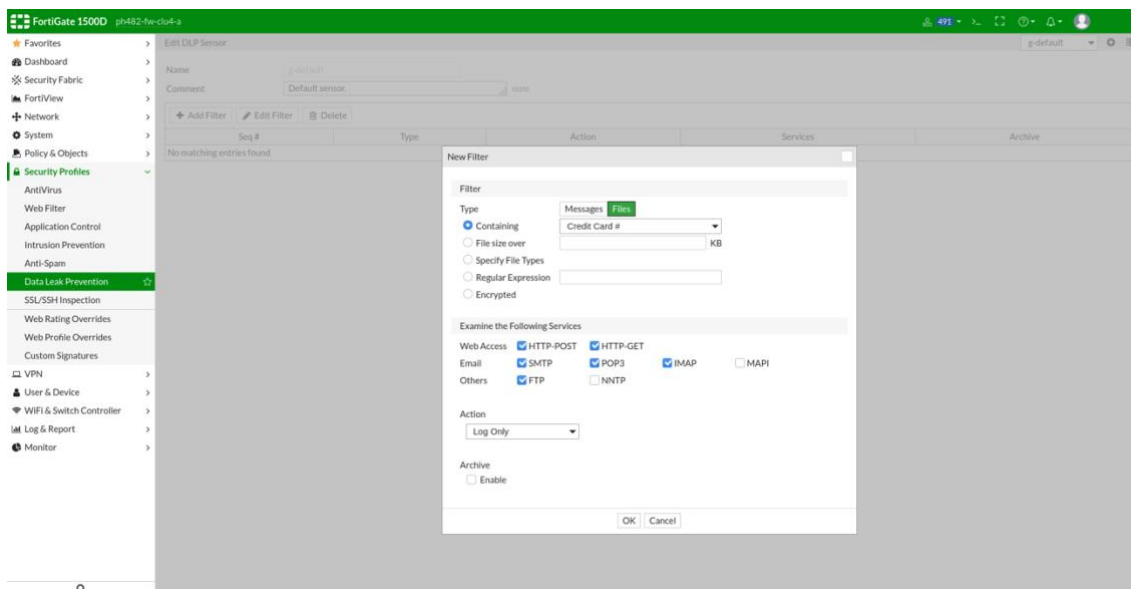 FortiGate 1500D ph482-fw-clu4-a
491
Favorites
Dashboard
Security Fabric
FortiView
Network
System
Policy & Objects
Security Profiles
AntiVirus
Web Filter
Application Control
Intrusion Prevention
Anti-Spam
Data Leak Prevention
SSL/SSH Inspection
Web Rating Overrides
Web Profile Overrides
Custom Signatures
VPN
User & Device
WiFi & Switch Controller
Log & Report
Monitor
Edit DLP Sensor
g-default
Name g-default
Comment Default sensor.
Add Filter Edit Filter Delete
Seq # Type Action Services Archive
No matching entries found
New Filter
Filter
Type Messages Files
Containing Credit Card #
File size over KB
Specify File Types
Regular Expression
Encrypted
Examine the Following Services
Web Access HTTP-POST HTTP-GET
Email SMTP POP3 IMAP MAPI
Others FTP NNTP
Action
Log Only
Archive
Enable
OK Cancel